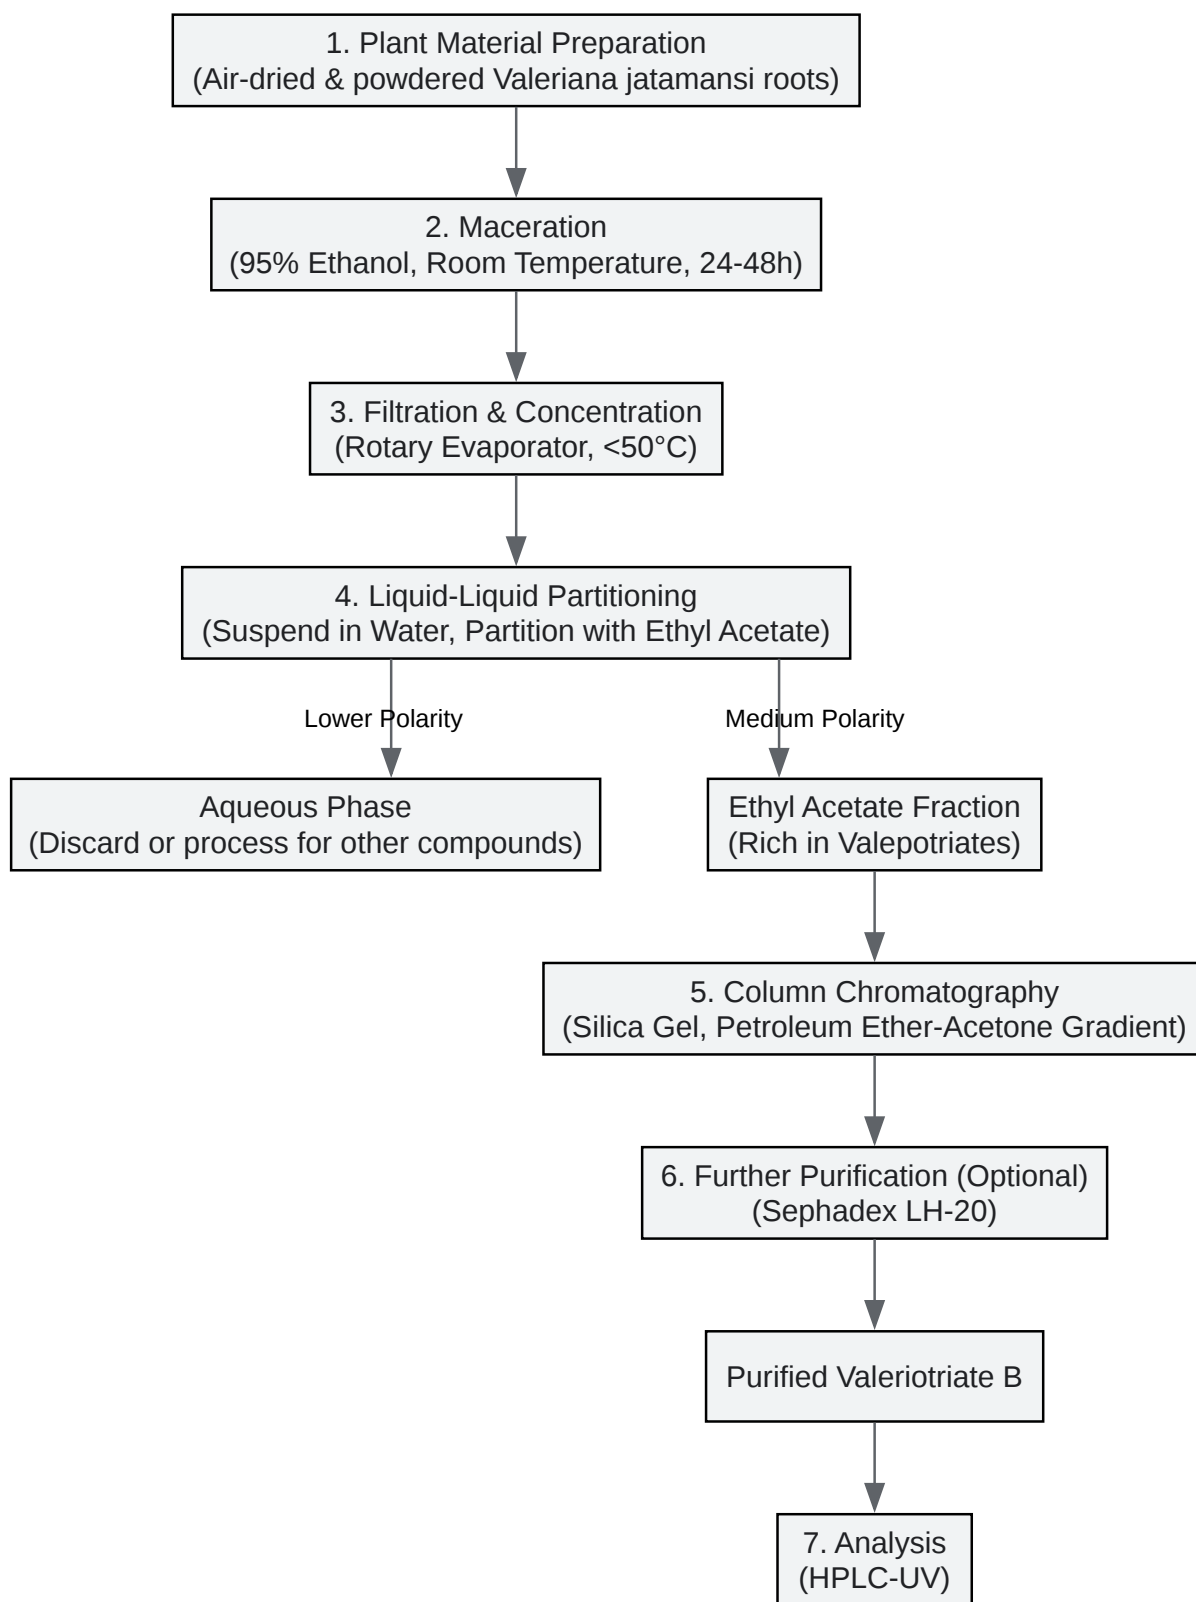 1. Plant Material Preparation
(Air-dried & powdered Valeriana jatamansi roots)
2. Maceration
(95% Ethanol, Room Temperature, 24-48h)
3. Filtration & Concentration
(Rotary Evaporator, <50°C)
4. Liquid-Liquid Partitioning
(Suspend in Water, Partition with Ethyl Acetate)
Lower Polarity
Medium Polarity
Aqueous Phase
(Discard or process for other compounds)
Ethyl Acetate Fraction
(Rich in Valepotriates)
5. Column Chromatography
(Silica Gel, Petroleum Ether-Acetone Gradient)
6. Further Purification (Optional)
(Sephadex LH-20)
Purified Valeriotriate B
7. Analysis
(HPLC-UV)